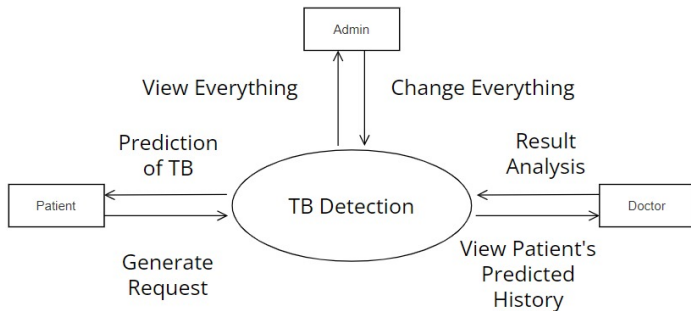 Admin
View Everything
Change Everything
Prediction
of TB
Result
Analysis
Patient
TB Detection
Doctor
Generate
Request
View Patient's
Predicted
History